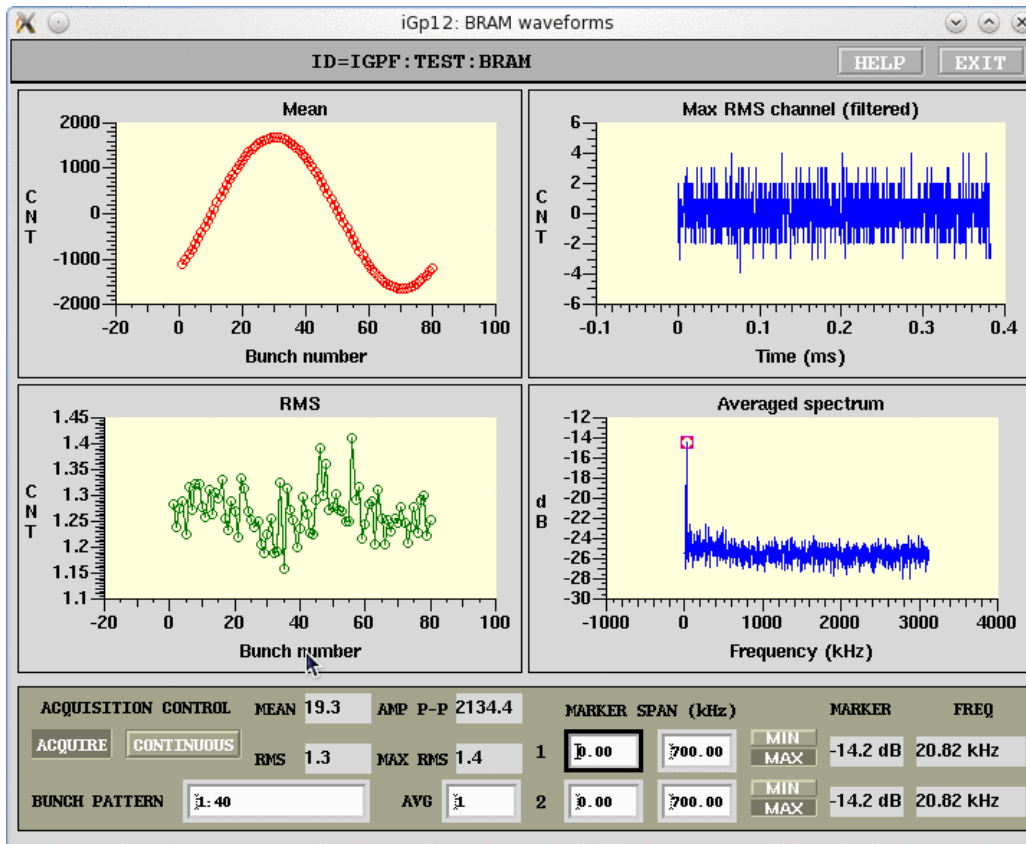 iGp12: BRAM waveforms
ID=IGPF:TEST:BRAM
HELP
EXIT
Mean
2000
1000
0
-1000
-2000
CNT
-20 0 20 40 60 80 100
Bunch number
Max RMS channel (filtered)
6
4
2
0
-2
-4
-6
CNT
-0.1 0 0.1 0.2 0.3 0.4
Time (ms)
RMS
1.45
1.4
1.35
1.3
1.25
1.2
1.15
1.1
CNT
-20 0 20 40 60 80 100
Bunch number
Averaged spectrum
-12
-14
-16
-18
-20
-22
-24
-26
-28
-30
dB
-1000 0 1000 2000 3000 4000
Frequency (kHz)
ACQUISITION CONTROL
ACQUIRE CONTINUOUS
MEAN 19.3 AMP P-P 2134.4
RMS 1.3 MAX RMS 1.4
BUNCH PATTERN 1:40 AVG 1
MARKER SPAN (kHz) MARKER FREQ
1 0.00 700.00 MIN MAX -14.2 dB 20.82 kHz
2 0.00 700.00 MIN MAX -14.2 dB 20.82 kHz